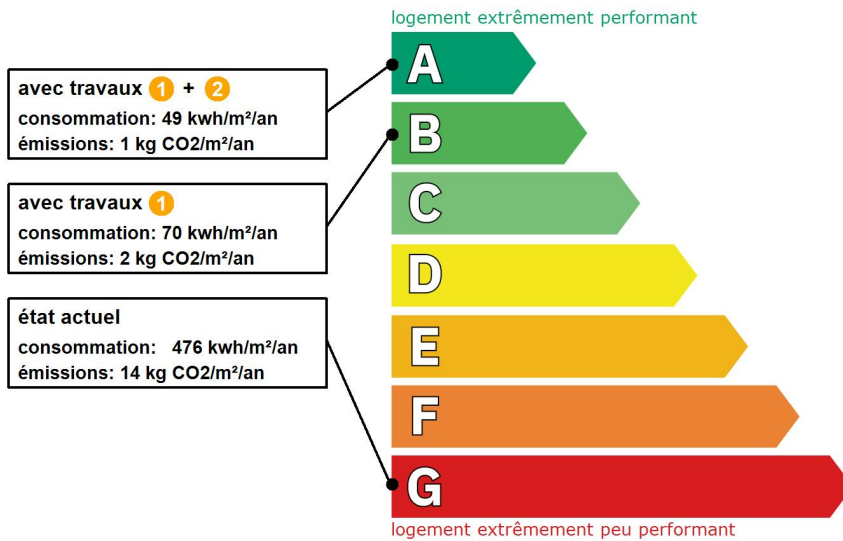 logement extrêmement performant
avec travaux 1 + 2
consommation: 49 kwh/m²/an
émissions: 1 kg CO2/m²/an
avec travaux 1
consommation: 70 kwh/m²/an
émissions: 2 kg CO2/m²/an
état actuel
consommation: 476 kwh/m²/an
émissions: 14 kg CO2/m²/an
A
B
C
D
E
F
G
logement extrêmement peu performant